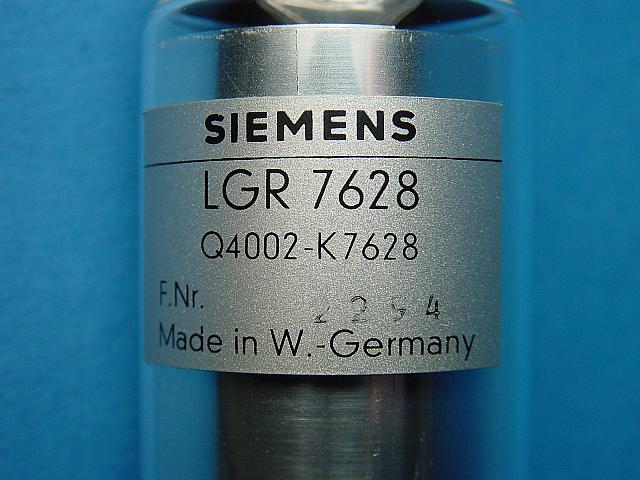 SIEMENS
LGR 7628
Q4002-K7628
F.Nr.
Made in W.-Germany